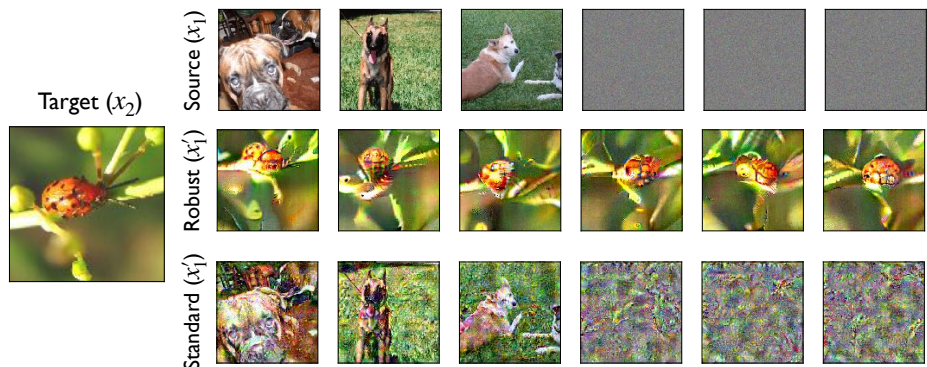 Target (x₂)
Source (x₁)
Robust (x₁′)
Standard (x₁′)